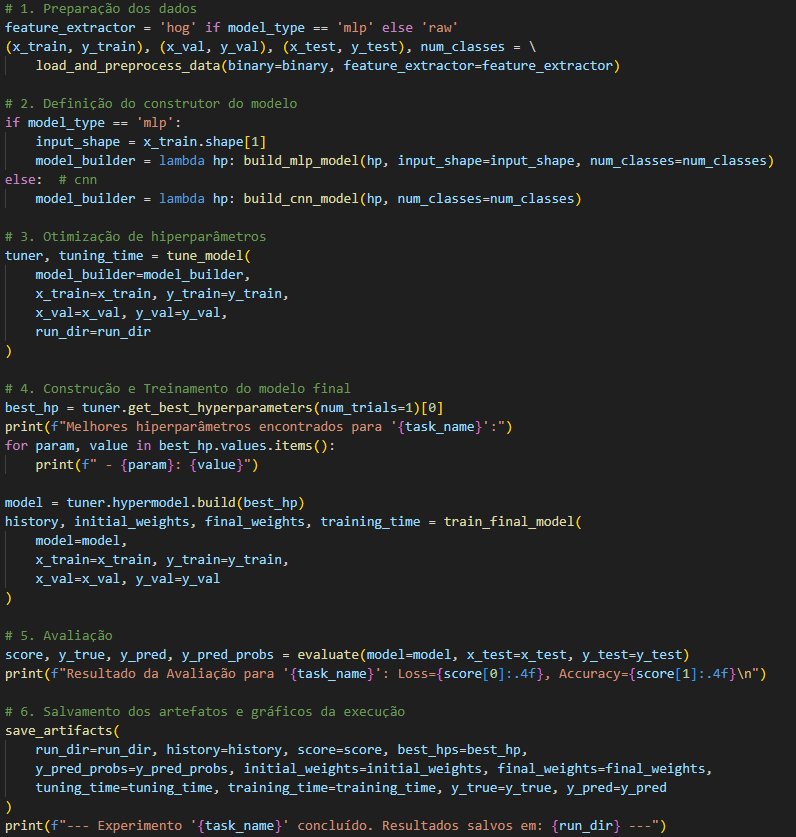 # 1. Preparação dos dados
feature_extractor = 'hog' if model_type == 'mlp' else 'raw'
(x_train, y_train), (x_val, y_val), (x_test, y_test), num_classes = \
    load_and_preprocess_data(binary=binary, feature_extractor=feature_extractor)

# 2. Definição do construtor do modelo
if model_type == 'mlp':
    input_shape = x_train.shape[1]
    model_builder = lambda hp: build_mlp_model(hp, input_shape=input_shape, num_classes=num_classes)
else:  # cnn
    model_builder = lambda hp: build_cnn_model(hp, num_classes=num_classes)

# 3. Otimização de hiperparâmetros
tuner, tuning_time = tune_model(
    model_builder=model_builder,
    x_train=x_train, y_train=y_train,
    x_val=x_val, y_val=y_val,
    run_dir=run_dir
)

# 4. Construção e Treinamento do modelo final
best_hp = tuner.get_best_hyperparameters(num_trials=1)[0]
print(f"Melhores hiperparâmetros encontrados para '{task_name}':")
for param, value in best_hp.values.items():
    print(f" - {param}: {value}")

model = tuner.hypermodel.build(best_hp)
history, initial_weights, final_weights, training_time = train_final_model(
    model=model,
    x_train=x_train, y_train=y_train,
    x_val=x_val, y_val=y_val
)

# 5. Avaliação
score, y_true, y_pred, y_pred_probs = evaluate(model=model, x_test=x_test, y_test=y_test)
print(f"Resultado da Avaliação para '{task_name}': Loss={score[0]:.4f}, Accuracy={score[1]:.4f}\n")

# 6. Salvamento dos artefatos e gráficos da execução
save_artifacts(
    run_dir=run_dir, history=history, score=score, best_hps=best_hp,
    y_pred_probs=y_pred_probs, initial_weights=initial_weights, final_weights=final_weights,
    tuning_time=tuning_time, training_time=training_time, y_true=y_true, y_pred=y_pred
)
print(f"--- Experimento '{task_name}' concluído. Resultados salvos em: {run_dir} ---")